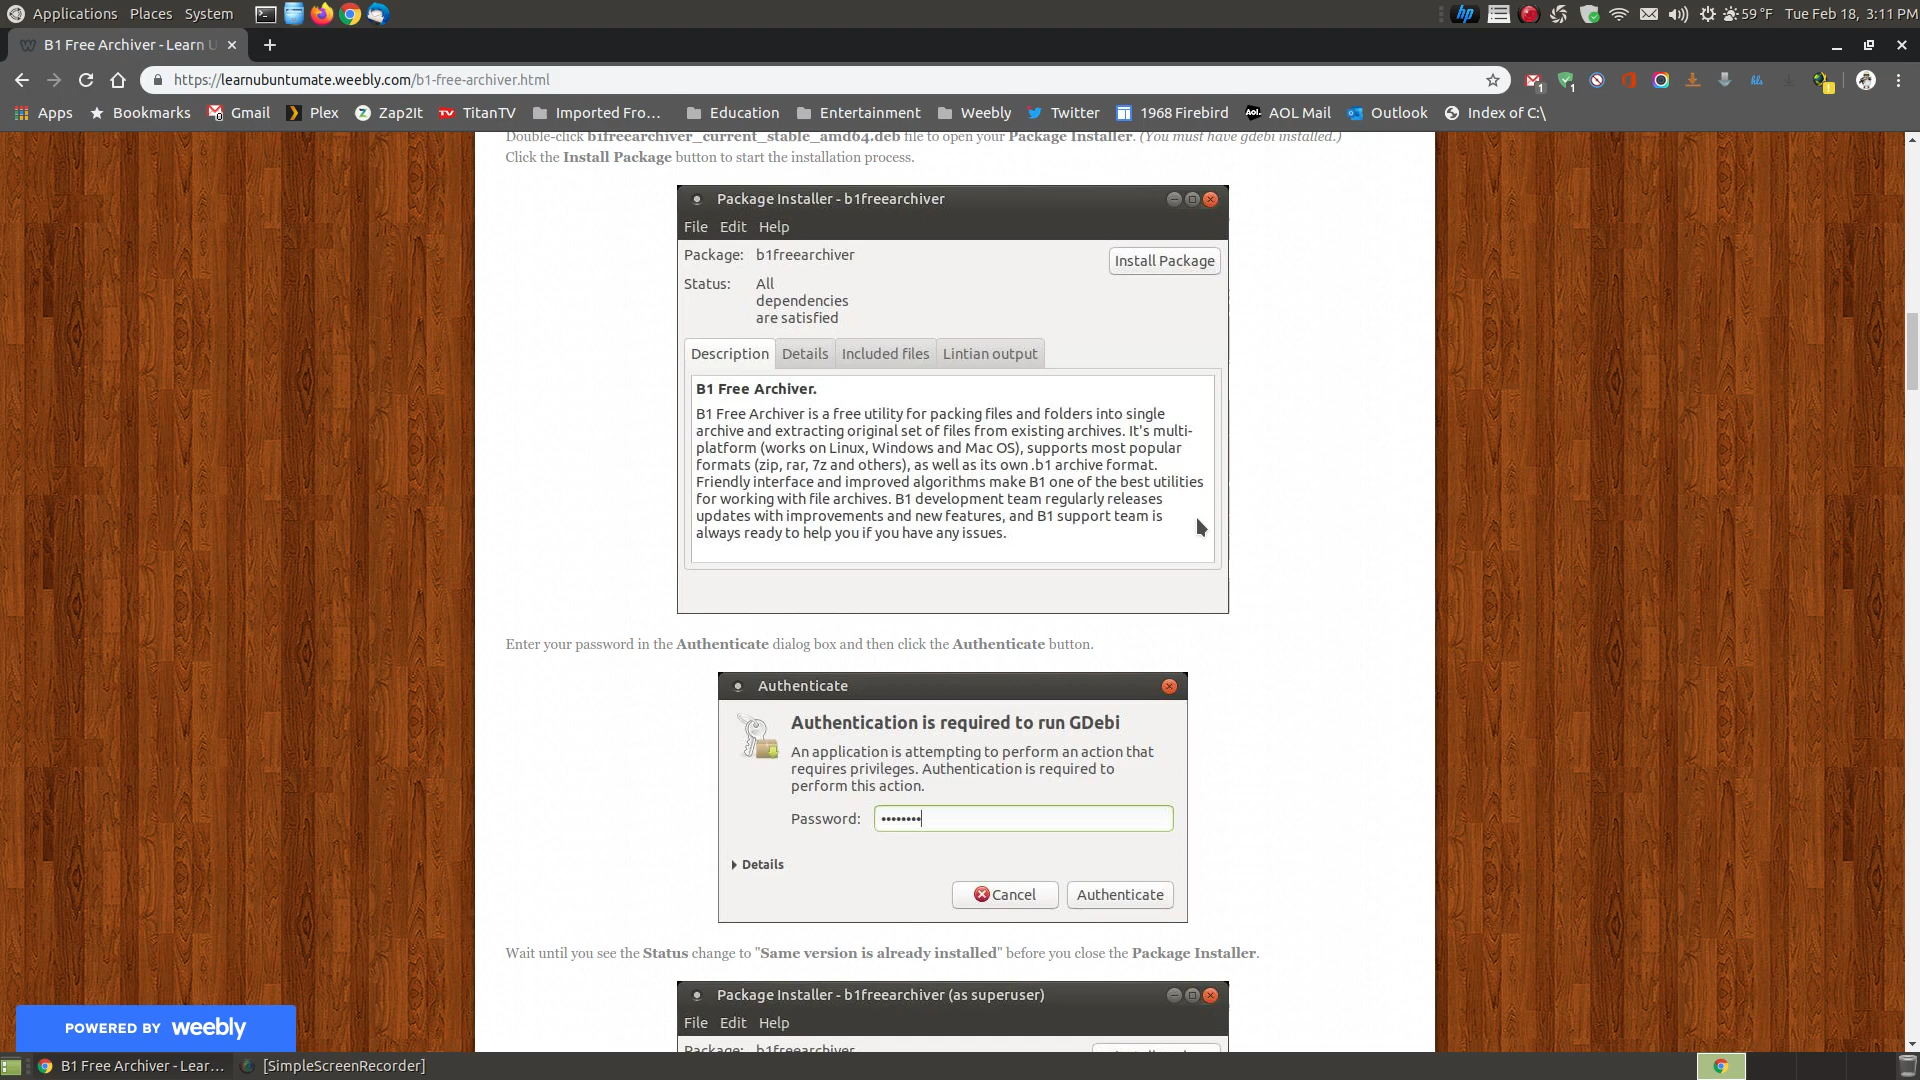 Applications Places System
59 °F Tue Feb 18, 3:11 PM
B1 Free Archiver - Learn U
https://learnubuntumate.weebly.com/b1-free-archiver.html
Apps Bookmarks Gmail Plex Zap2It TitanTV Imported Fro... Education Entertainment Weebly Twitter 1968 Firebird AOL Mail Outlook Index of C:\
Double-click b1freearchiver_current_stable_amd64.deb file to open your Package Installer. (You must have gdebi installed.)
Click the Install Package button to start the installation process.
Package Installer - b1freearchiver
File Edit Help
Package: b1freearchiver
Install Package
Status: All
dependencies
are satisfied
Description Details Included files Lintian output
B1 Free Archiver.
B1 Free Archiver is a free utility for packing files and folders into single
archive and extracting original set of files from existing archives. It's multi-
platform (works on Linux, Windows and Mac OS), supports most popular
formats (zip, rar, 7z and others), as well as its own .b1 archive format.
Friendly interface and improved algorithms make B1 one of the best utilities
for working with file archives. B1 development team regularly releases
updates with improvements and new features, and B1 support team is
always ready to help you if you have any issues.
Enter your password in the Authenticate dialog box and then click the Authenticate button.
Authenticate
Authentication is required to run GDebi
An application is attempting to perform an action that
requires privileges. Authentication is required to
perform this action.
Password: ••••••••
Details
Cancel Authenticate
Wait until you see the Status change to "Same version is already installed" before you close the Package Installer.
Package Installer - b1freearchiver (as superuser)
File Edit Help
Package: b1freearchiver
POWERED BY weebly
B1 Free Archiver - Lear... [SimpleScreenRecorder]